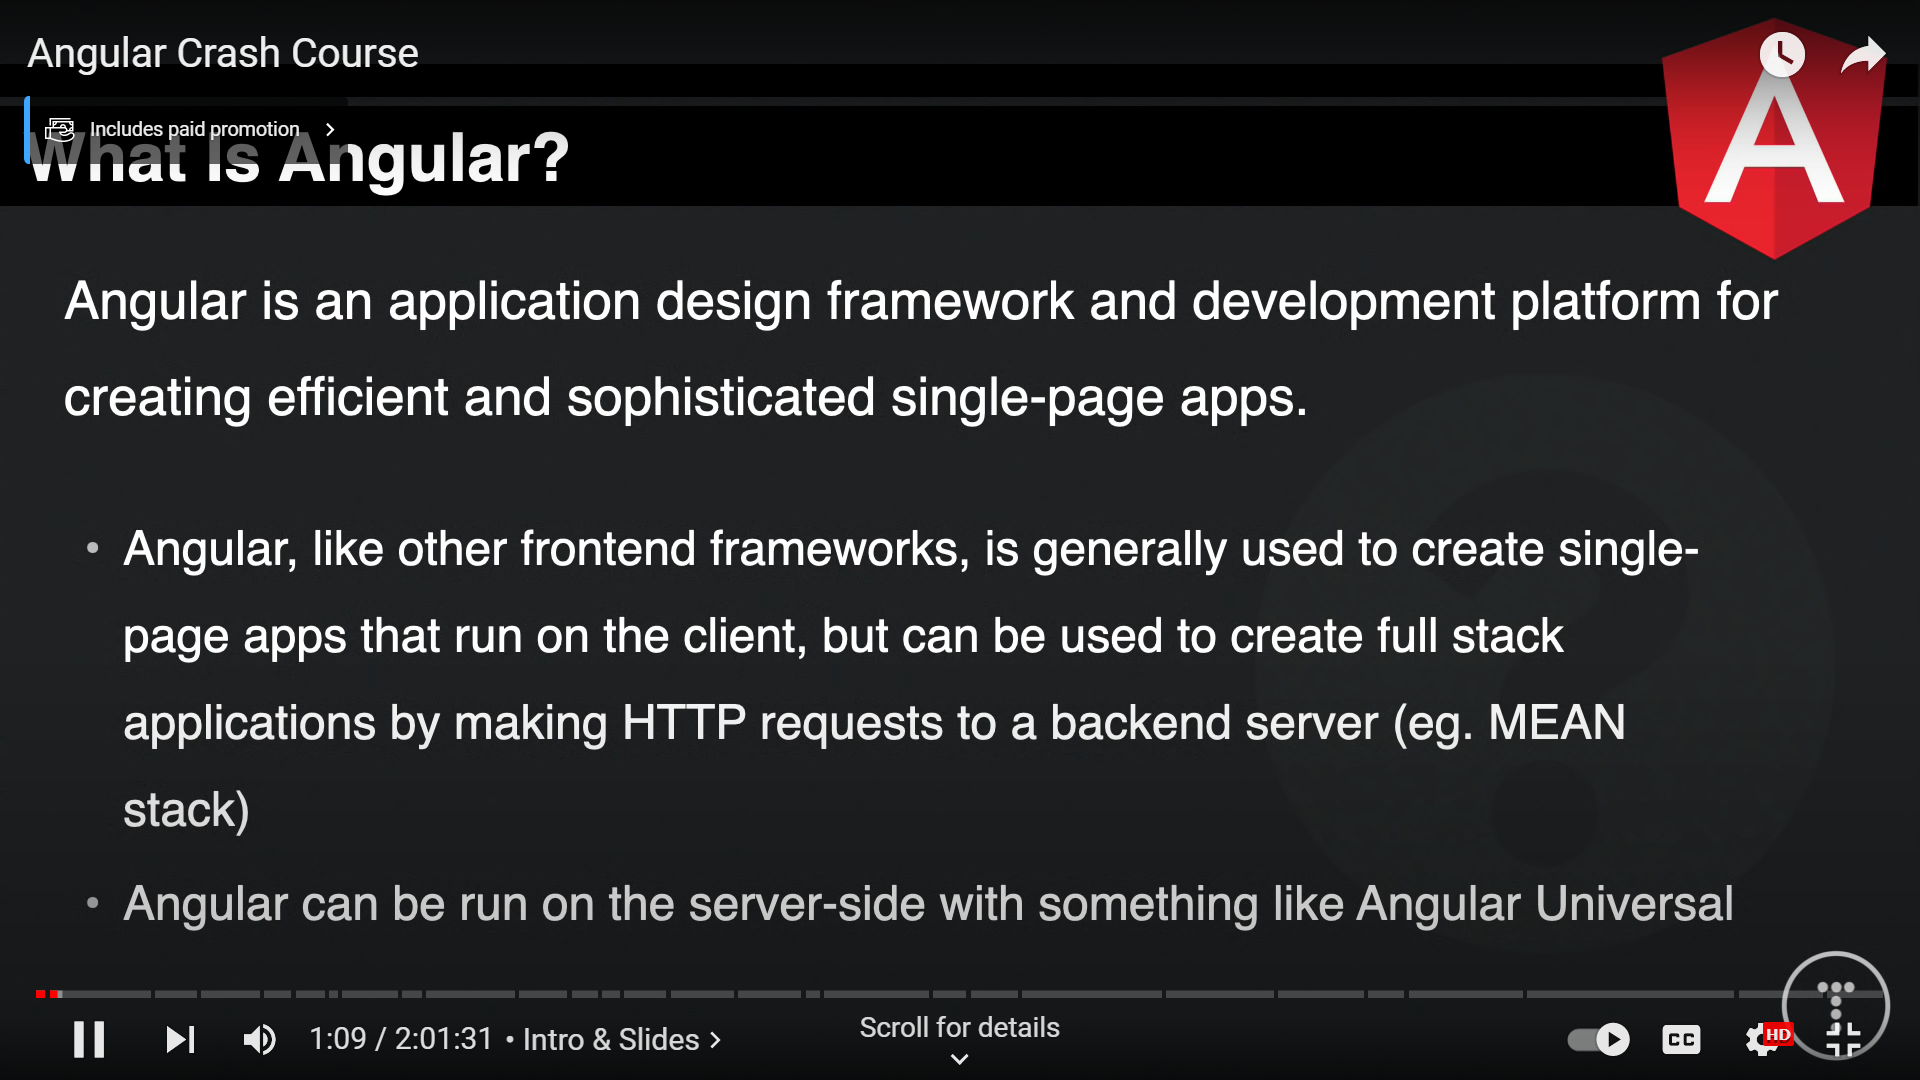 Angular Crash Course
Includes paid promotion
What Is Angular?
Angular is an application design framework and development platform for
creating efficient and sophisticated single-page apps.
• Angular, like other frontend frameworks, is generally used to create single-
page apps that run on the client, but can be used to create full stack
applications by making HTTP requests to a backend server (eg. MEAN
stack)
• Angular can be run on the server-side with something like Angular Universal
1:09 / 2:01:31 • Intro & Slides
Scroll for details
CC
HD
A